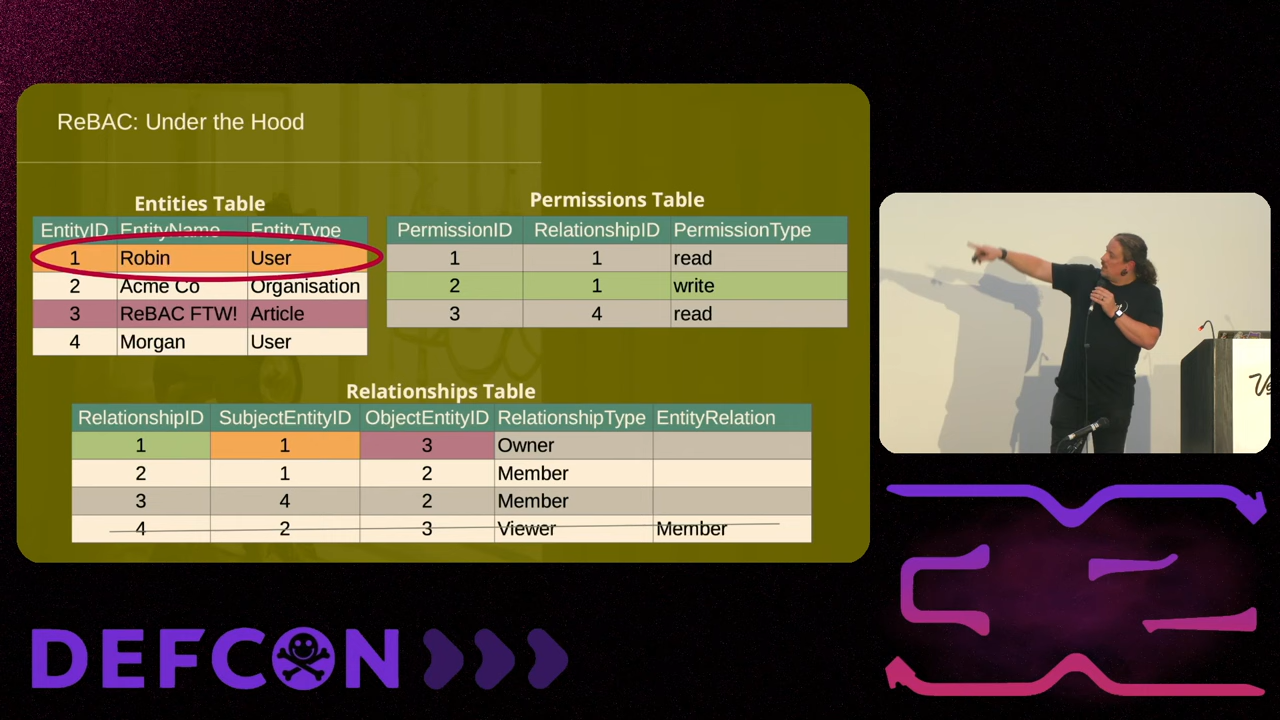 ReBAC: Under the Hood
Entities Table
EntityID EntityName EntityType
1 Robin User
2 Acme Co Organisation
3 ReBAC FTW! Article
4 Morgan User
Permissions Table
PermissionID RelationshipID PermissionType
1 1 read
2 1 write
3 4 read
Relationships Table
RelationshipID SubjectEntityID ObjectEntityID RelationshipType EntityRelation
1 1 3 Owner
2 1 2 Member
3 4 2 Member
4 2 3 Viewer Member
DEFCON